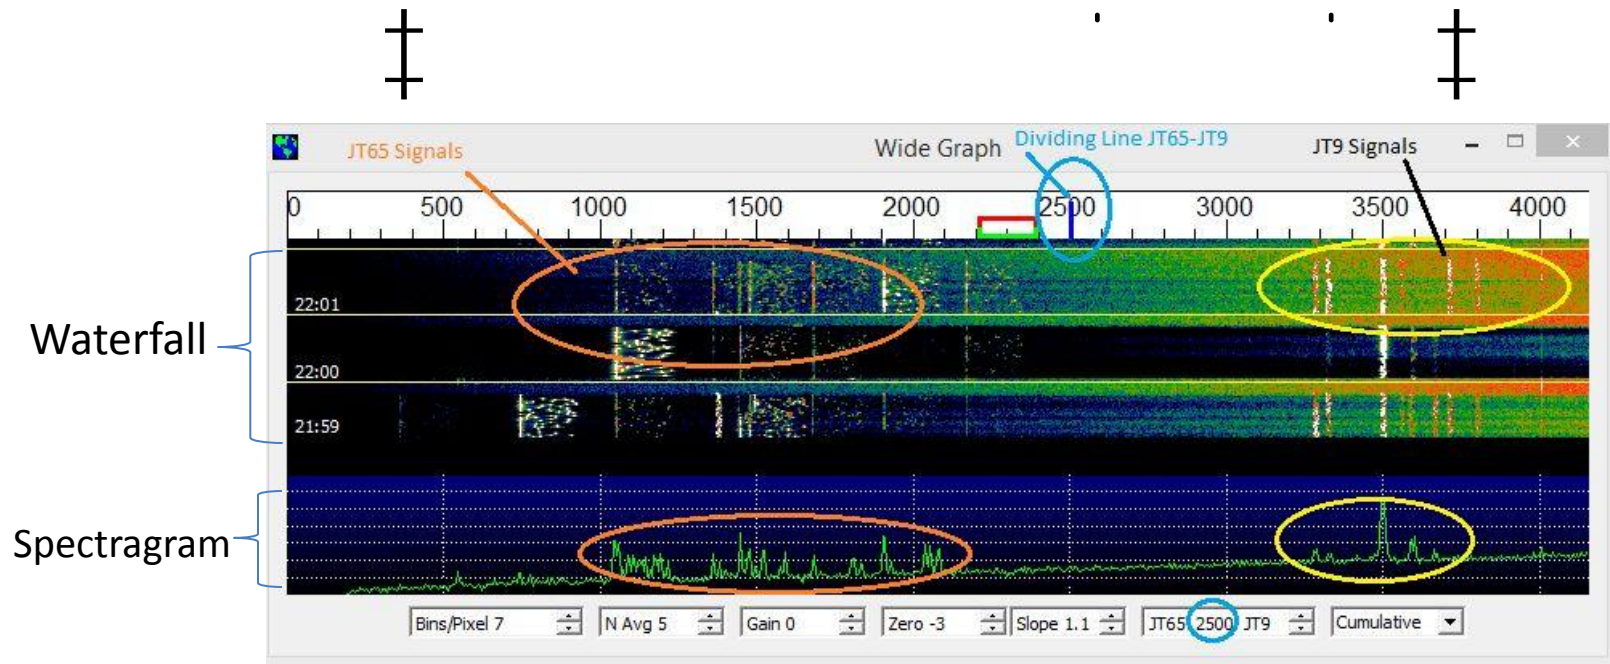 ‡ ' ' ‡
JT65 Signals
Wide Graph
Dividing Line JT65-JT9
JT9 Signals
0 500 1000 1500 2000 2500 3000 3500 4000
Waterfall
22:01
22:00
21:59
Spectragram
Bins/Pixel 7 N Avg 5 Gain 0 Zero -3 Slope 1.1 JT65 2500 JT9 Cumulative